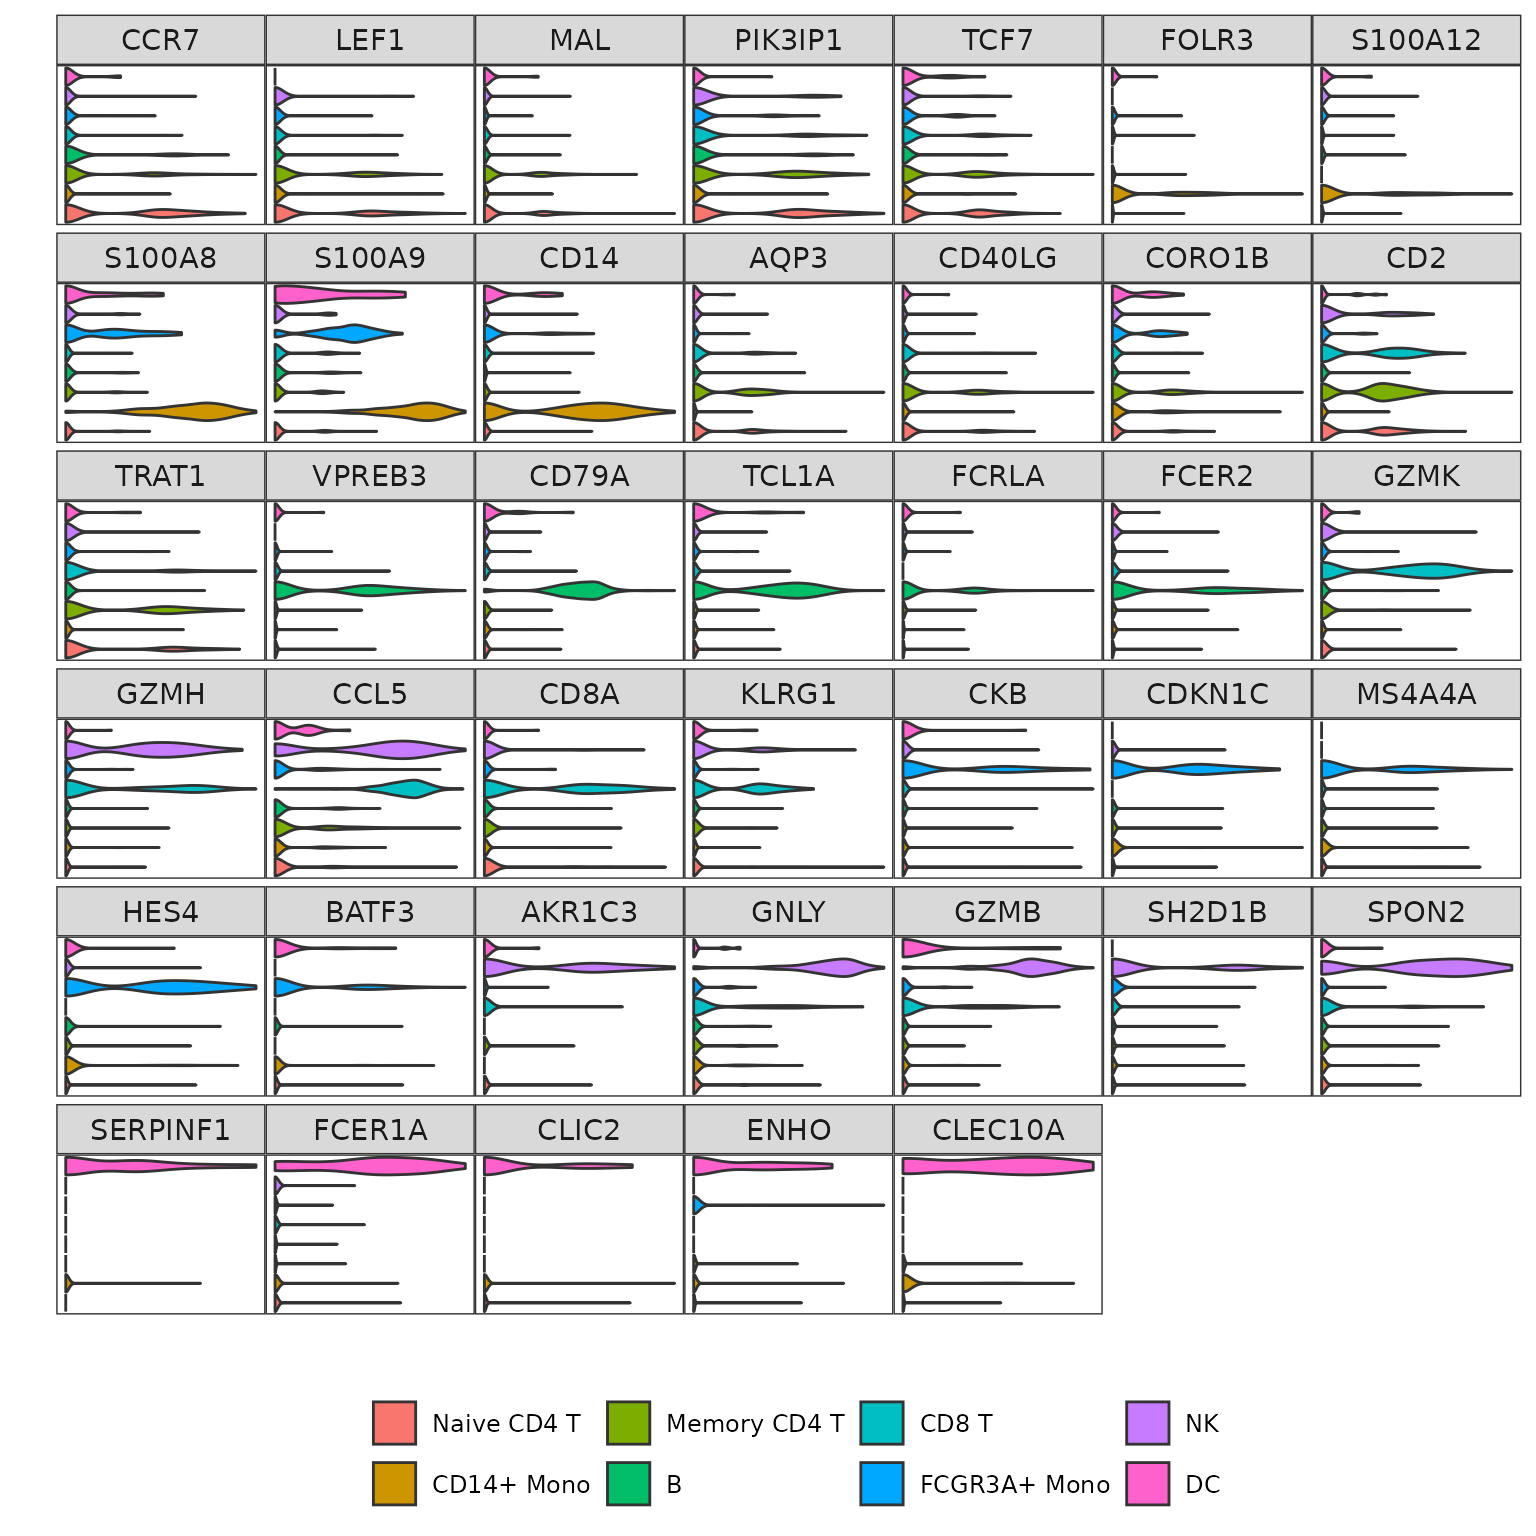 CCR7 LEF1 MAL PIK3IP1 TCF7 FOLR3 S100A12
S100A8 S100A9 CD14 AQP3 CD40LG CORO1B CD2
TRAT1 VPREB3 CD79A TCL1A FCRLA FCER2 GZMK
GZMH CCL5 CD8A KLRG1 CKB CDKN1C MS4A4A
HES4 BATF3 AKR1C3 GNLY GZMB SH2D1B SPON2
SERPINF1 FCER1A CLIC2 ENHO CLEC10A
Naive CD4 T Memory CD4 T CD8 T NK
CD14+ Mono B FCGR3A+ Mono DC